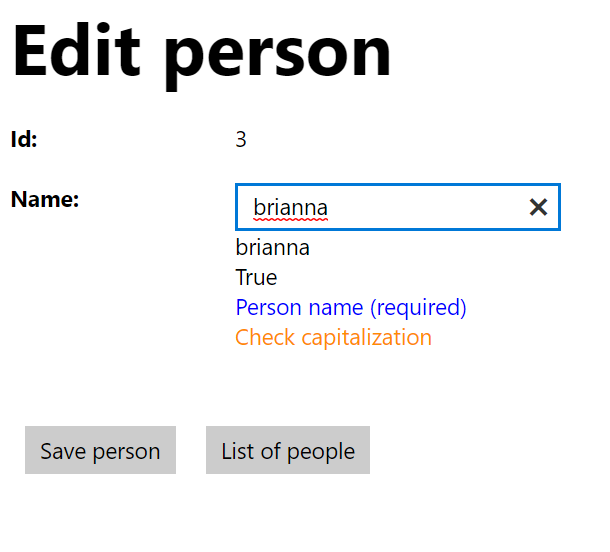 Edit person
Id: 3
Name: brianna
brianna
True
Person name (required)
Check capitalization
Save person List of people